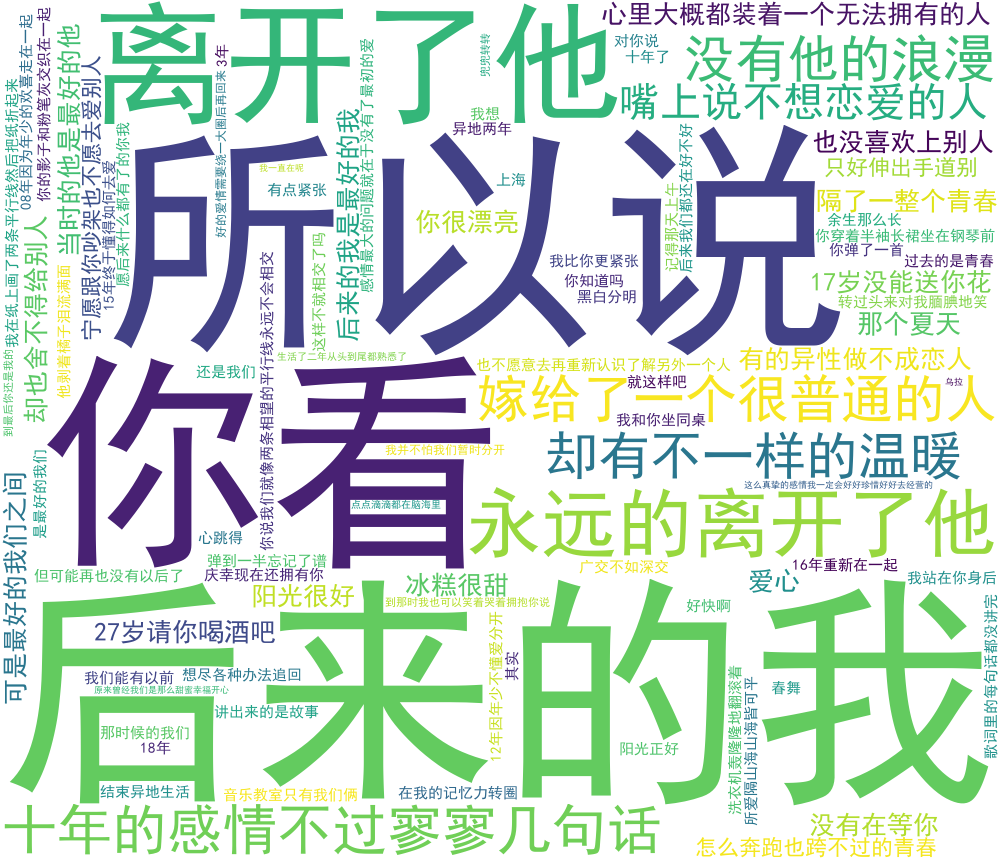 离开了他
心里大概都装着一个无法拥有的人
对你说
十年了
没有他的浪漫
嘴上说不想恋爱的人
兜兜转转
我想
异地两年
3年
好的爱情需要绕一大圈后再回来
感情最大的问题就在于没有了最初的爱
后来的我是最好的我
宁愿跟你吵架也不愿去爱别人
当时的他是最好的他
你的影子和粉笔灰交织在一起
08年因为年少的欢喜走在一起
我在纸上画了两条平行线然后把纸折起来
15年终于懂得如何去爱
愿后来什么都有了的你我
却也舍不得给别人
他剥着橘子泪流满面
到最后你还是我的
所以说
我一直在呢
有点紧张
上海
你很漂亮
我比你更紧张
你知道吗
黑白分明
记得那天上午
后来我们都还在好不好
也没喜欢上别人
只好伸出手道别
隔了一整个青春
余生那么长
你穿着半袖长裙坐在钢琴前
你弹了一首
过去的是青春
17岁没能送你花
转过头来对我腼腆地笑
那个夏天
这样不就相交了吗
你说我们就像两条相望的平行线永远不会相交
生活了二年从头到尾都熟悉了
还是我们
你看
也不愿意去再重新认识了解另外一个人
有的异性做不成恋人
就这样吧
乌拉
嫁给了一个很普通的人
我和你坐同桌
却有不一样的温暖
我并不怕我们暂时分开
这么真挚的感情我一定会好好珍惜好好去经营的
点点滴滴都在脑海里
永远的离开了他
是最好的我们
可是最好的我们之间
心跳得
弹到一半忘记了谱
但可能再也没有以后了
庆幸现在还拥有你
广交不如深交
16年重新在一起
冰糕很甜
爱心
我站在你身后
阳光很好
到那时我也可以笑着哭着拥抱你说
好快啊
后来的我
27岁请你喝酒吧
我们能有以前
想尽各种办法追回
原来曾经我们是那么甜蜜幸福开心
讲出来的是故事
那时候的我们
18年
12年因年少不懂爱分开
其实
阳光正好
春舞
洗衣机轰隆隆地翻滚着
所爱隔山海山海皆可平
歌词里的每句话都没讲完
结束异地生活
音乐教室只有我们俩
在我的记忆力转圈
十年的感情不过寥寥几句话
没有在等你
怎么奔跑也跨不过的青春